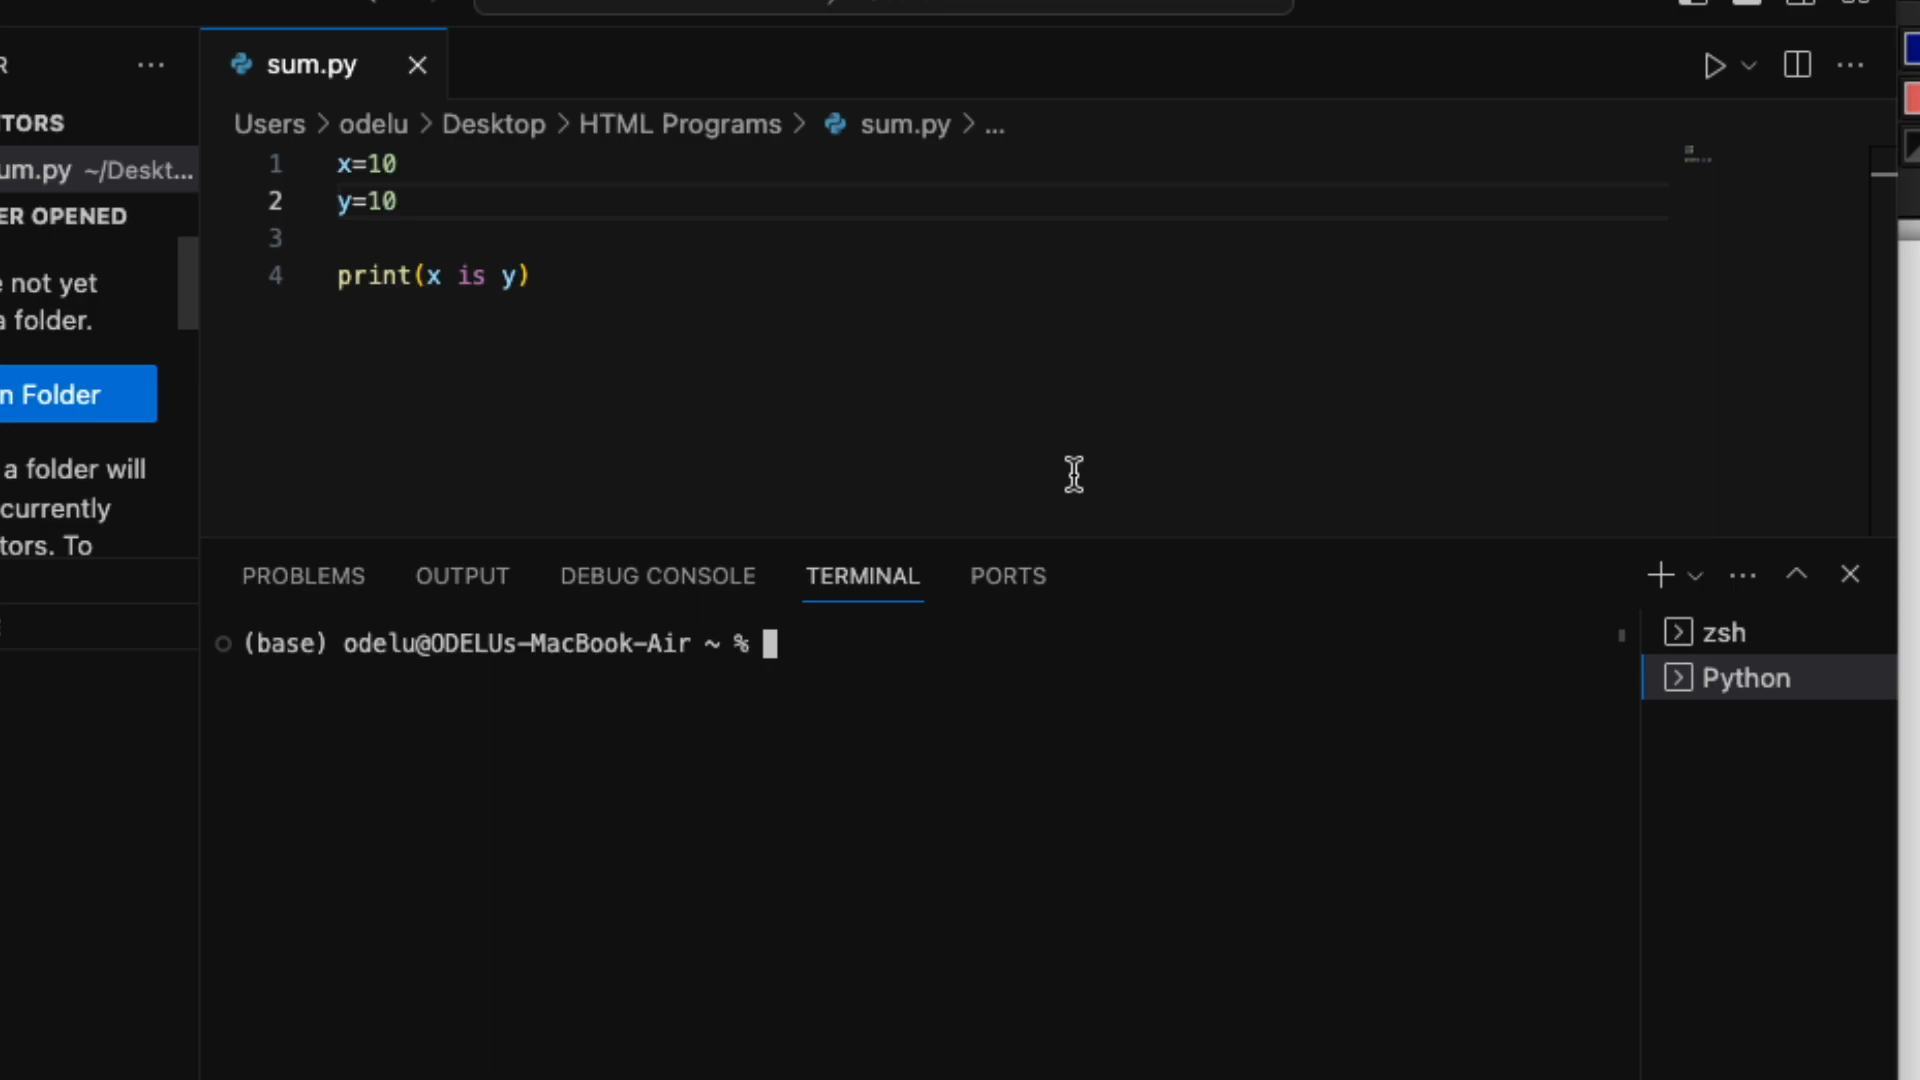 R ...
sum.py
TORS
um.py ~/Deskt...
ER OPENED
e not yet
a folder.
n Folder
a folder will
currently
tors. To
Users > odelu > Desktop > HTML Programs > sum.py > ...
1 x=10
2 y=10
3
4 print(x is y)
PROBLEMS OUTPUT DEBUG CONSOLE TERMINAL PORTS
(base) odelu@ODELUs-MacBook-Air ~ %
zsh
Python